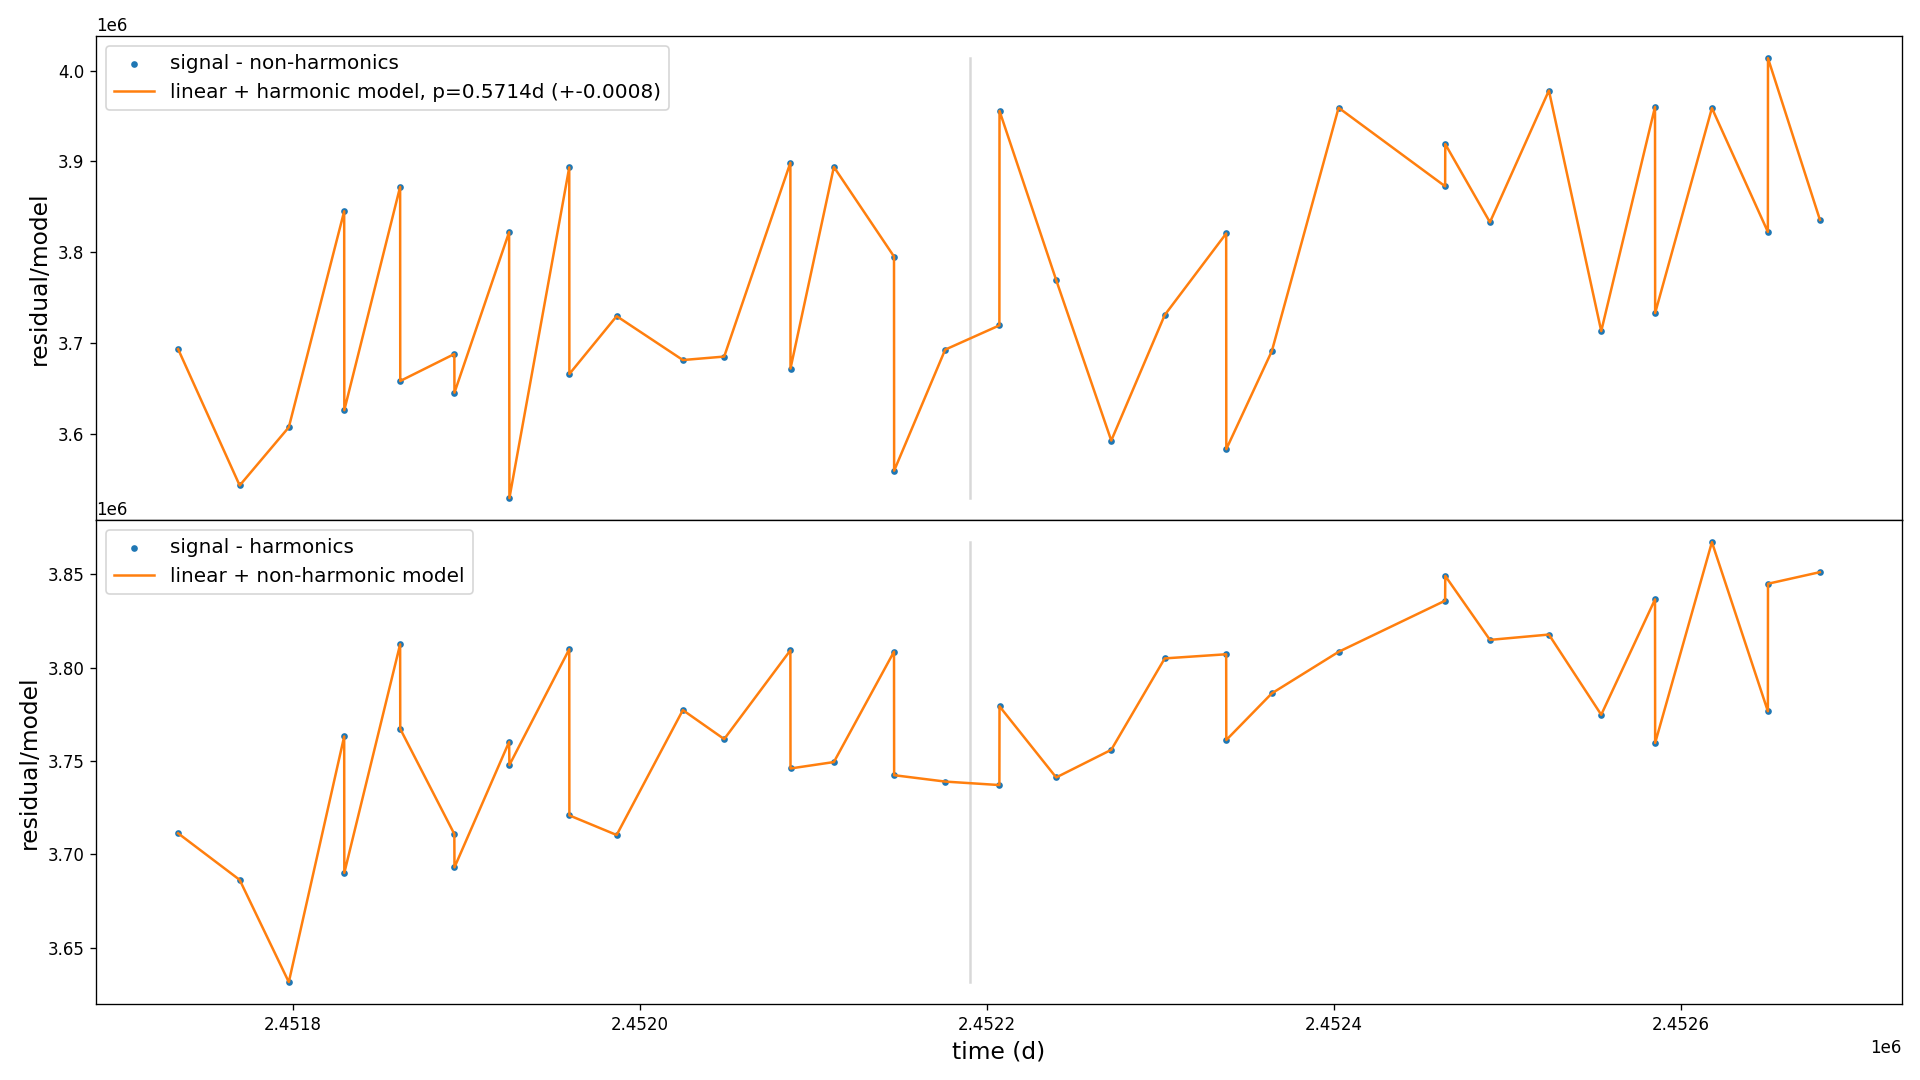 1e6
signal - non-harmonics
linear + harmonic model, p=0.5714d (+-0.0008)
4.0
3.9
3.8
3.7
3.6
residual/model
1e6
signal - harmonics
linear + non-harmonic model
3.85
3.80
3.75
3.70
3.65
residual/model
2.4518
2.4520
2.4522
2.4524
2.4526
time (d)
1e6